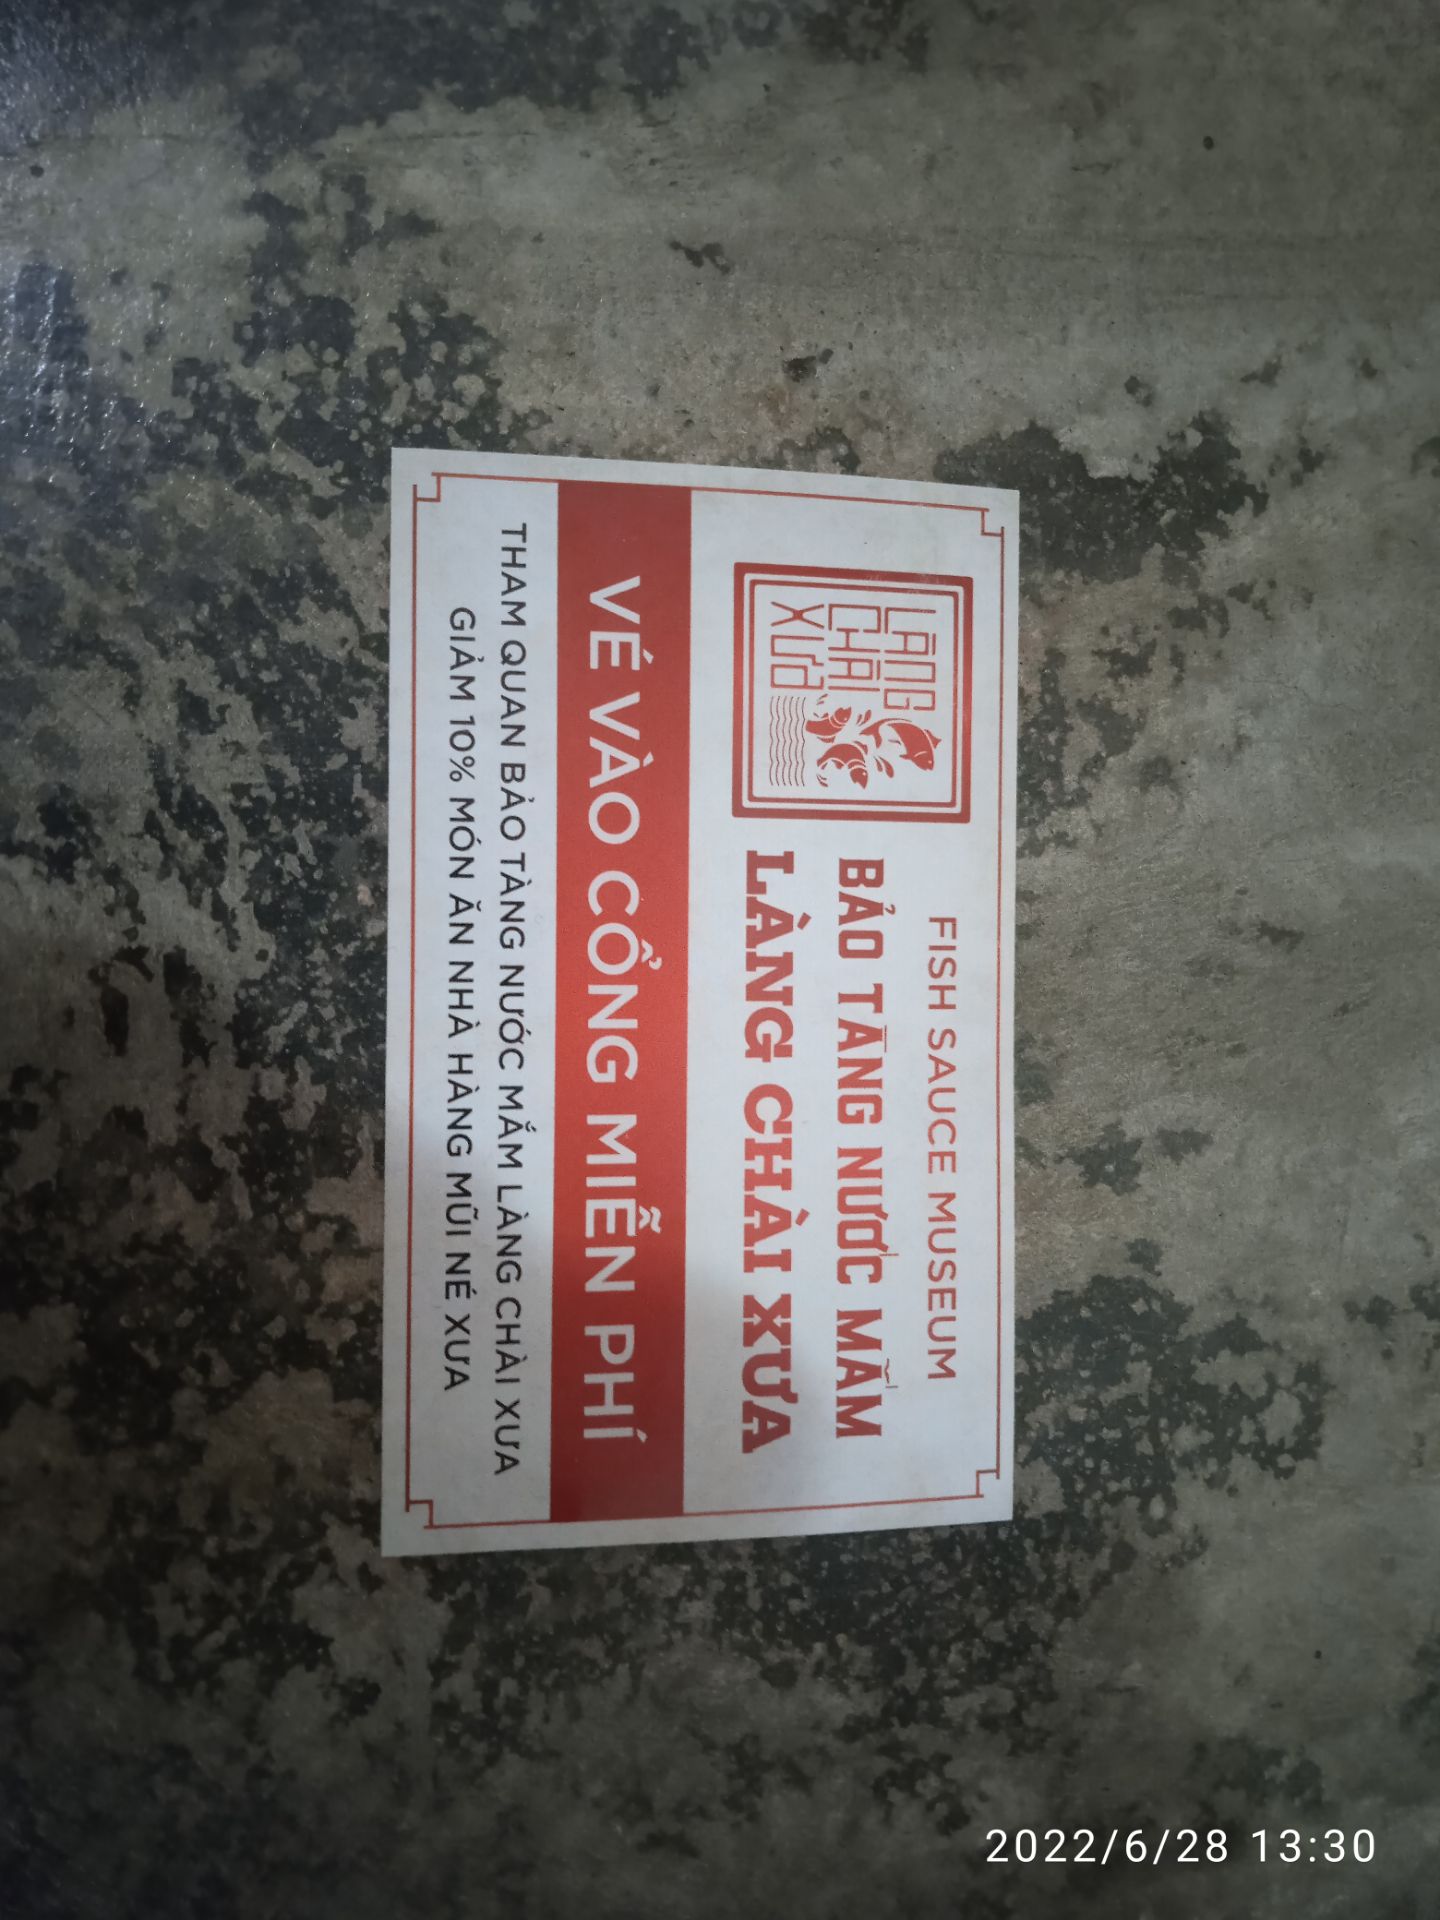 LÀNG
CHÀI
XƯA
FISH SAUCE MUSEUM
BẢO TÀNG NƯỚC MẮM
LÀNG CHÀI XƯA
VÉ VÀO CỔNG MIỄN PHÍ
THAM QUAN BẢO TÀNG NƯỚC MẮM LÀNG CHÀI XƯA
GIẢM 10% MÓN ĂN NHÀ HÀNG MŨI NÉ XƯA
2022/6/28 13:30